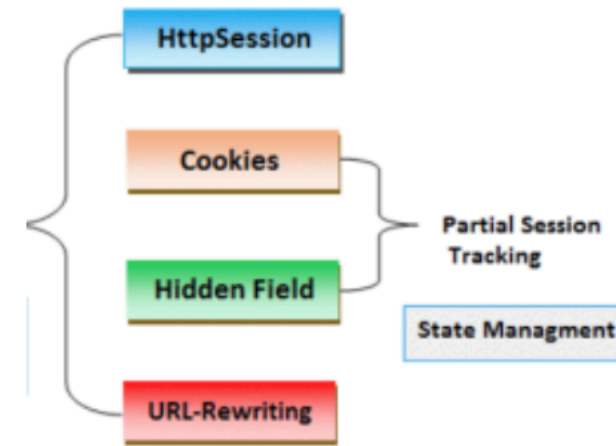 HttpSession
Cookies
Hidden Field
URL-Rewriting
Partial Session
Tracking
State Managment